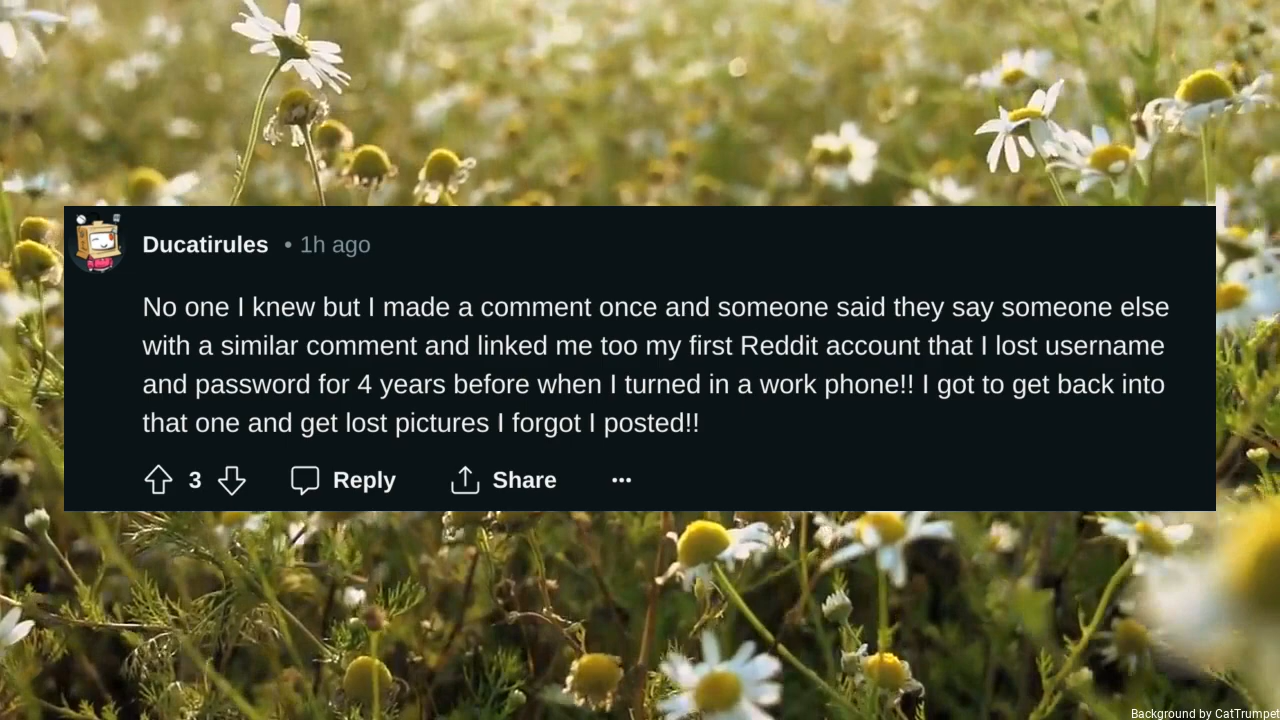 Ducatirules • 1h ago
No one I knew but I made a comment once and someone said they say someone else
with a similar comment and linked me too my first Reddit account that I lost username
and password for 4 years before when I turned in a work phone!! I got to get back into
that one and get lost pictures I forgot I posted!!
3 Reply Share ···
Background by CatTrumpet